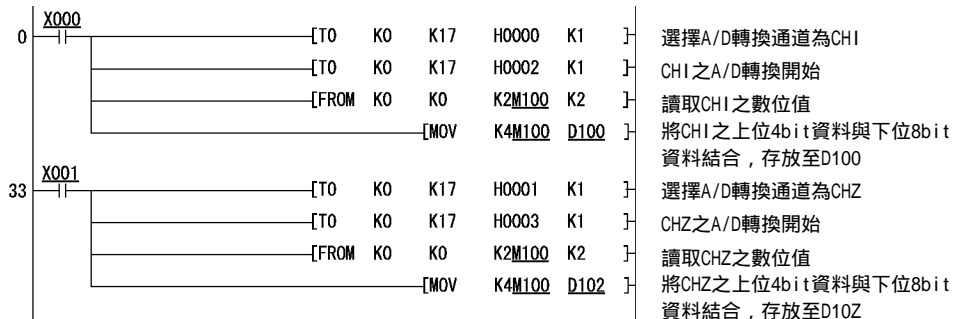 X000
0 [TO K0 K17 H0000 K1 ] 選擇A/D轉換通道為CHI
[TO K0 K17 H0002 K1 ] CHI之A/D轉換開始
[FROM K0 K0 K2M100 K2 ] 讀取CHI之數位值
[MOV K4M100 D100 ] 將CHI之上位4bit資料與下位8bit
資料結合，存放至D100
X001
33 [TO K0 K17 H0001 K1 ] 選擇A/D轉換通道為CHZ
[TO K0 K17 H0003 K1 ] CHZ之A/D轉換開始
[FROM K0 K0 K2M100 K2 ] 讀取CHZ之數位值
[MOV K4M100 D102 ] 將CHZ之上位4bit資料與下位8bit
資料結合，存放至D10Z